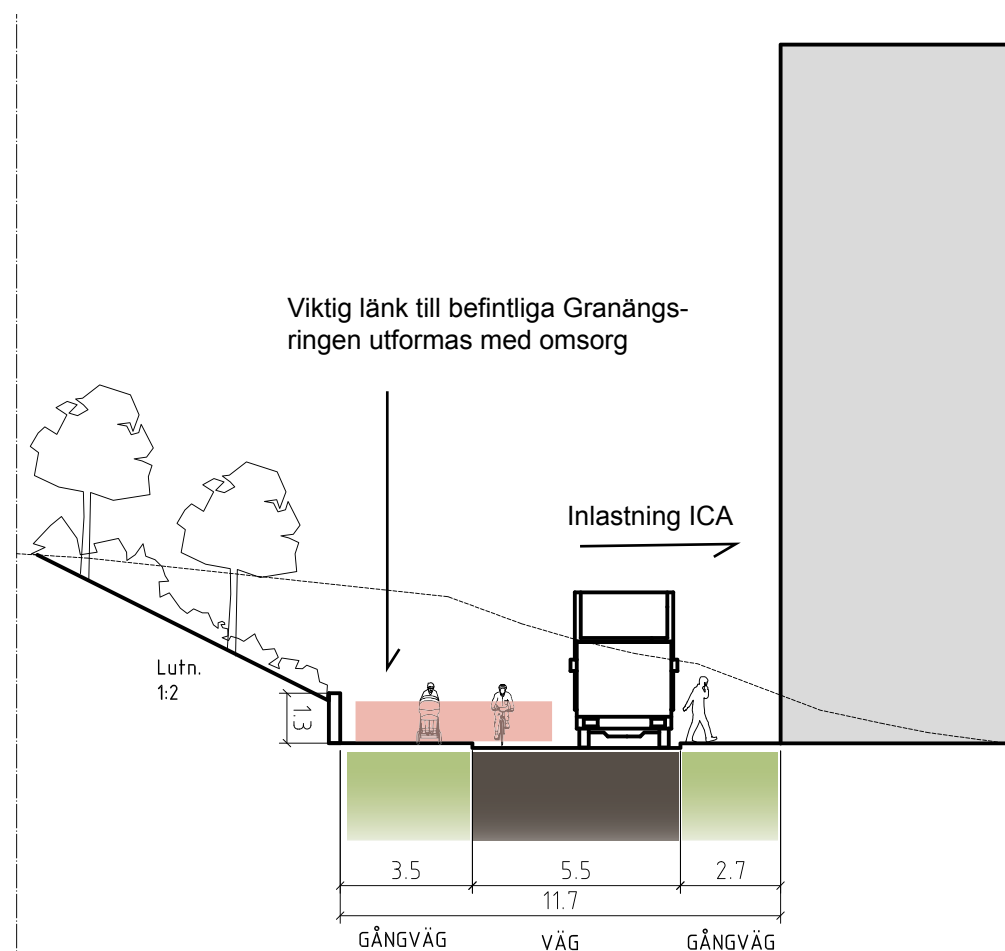 Viktig länk till befintliga Granängs-
ringen utformas med omsorg
Inlastning ICA
Lutn.
1:2
1.3
3.5 5.5 2.7
11.7
GÅNGVÄG VÄG GÅNGVÄG